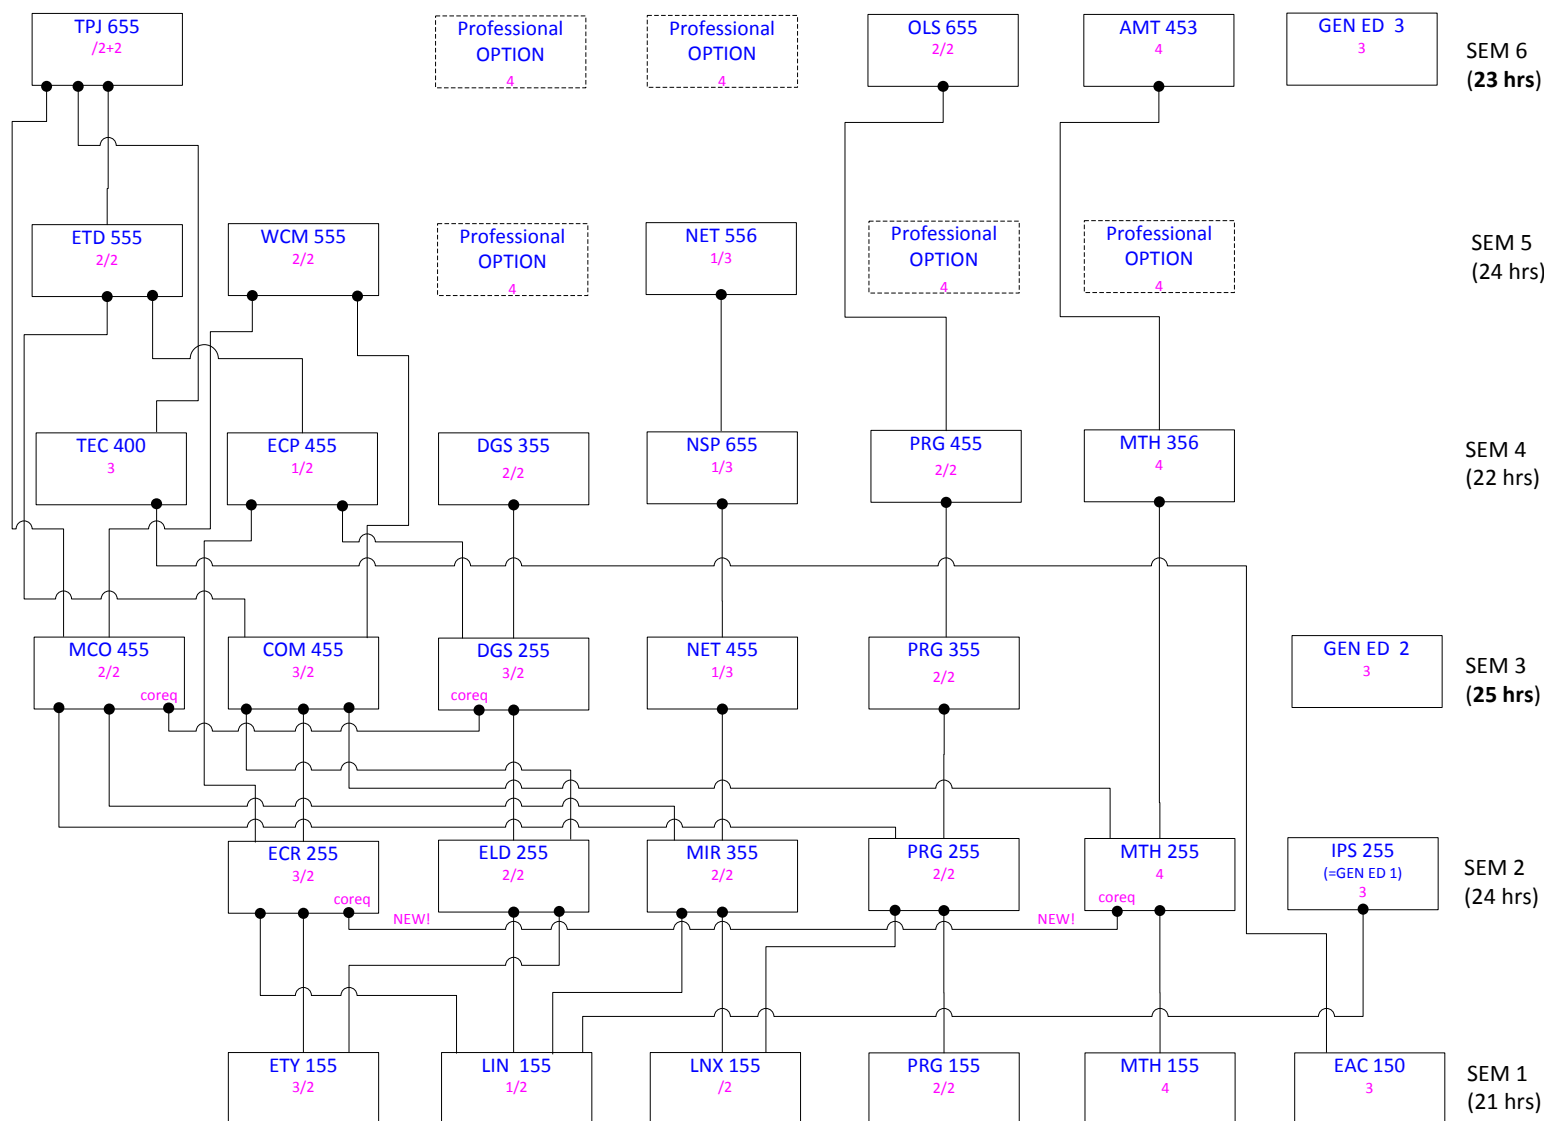 TPJ 655
/2+2
Professional
OPTION
4
Professional
OPTION
4
OLS 655
2/2
AMT 453
4
GEN ED 3
3
SEM 6
(23 hrs)
ETD 555
2/2
WCM 555
2/2
Professional
OPTION
4
NET 556
1/3
Professional
OPTION
4
Professional
OPTION
4
SEM 5
(24 hrs)
TEC 400
3
ECP 455
1/2
DGS 355
2/2
NSP 655
1/3
PRG 455
2/2
MTH 356
4
SEM 4
(22 hrs)
MCO 455
2/2
coreq
COM 455
3/2
DGS 255
3/2
coreq
NET 455
1/3
PRG 355
2/2
GEN ED 2
3
SEM 3
(25 hrs)
ECR 255
3/2
coreq
NEW!
ELD 255
2/2
MIR 355
2/2
PRG 255
2/2
NEW!
MTH 255
4
coreq
IPS 255
(=GEN ED 1)
3
SEM 2
(24 hrs)
ETY 155
3/2
LIN 155
1/2
LNX 155
/2
PRG 155
2/2
MTH 155
4
EAC 150
3
SEM 1
(21 hrs)